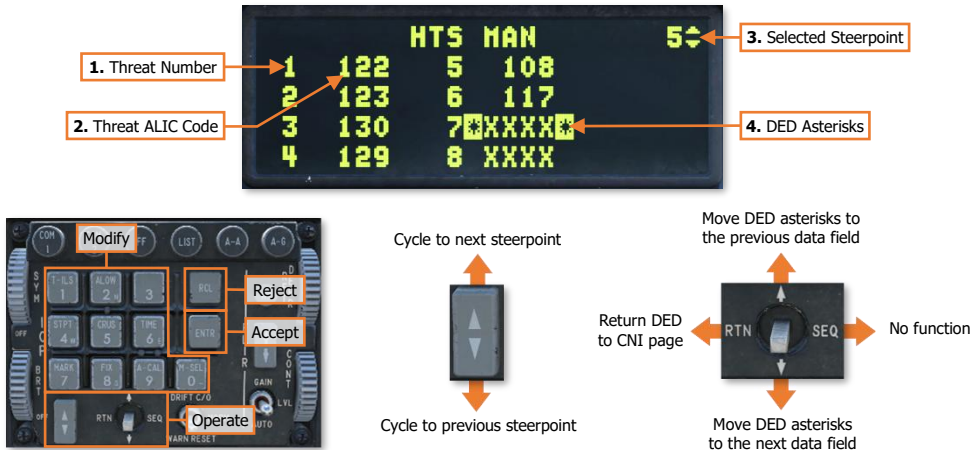 HTS MAN 5
1 122 5 108
2 123 6 117
3 130 7*XXXX*
4 129 8 XXXX
1. Threat Number
2. Threat ALIC Code
3. Selected Steerpoint
4. DED Asterisks
COM
1
FF
LIST
A-A
A-G
Modify
T-ILS
1
ALOW
2 N
3
RCL
Reject
STPT
4 W
CRUS
5
TIME
6 E
ENTR
Accept
MARK
7
FIX
8 S
A-CAL
9
M-SEL
0 -
SYM
ICP
BRT
OFF
OFF
CONT
GAIN
LVL
AUTO
DRIFT C/O
RTN
SEQ
Operate
WARN RESET
Cycle to next steerpoint
Cycle to previous steerpoint
Move DED asterisks to
the previous data field
Return DED
to CNI page
RTN
SEQ
No function
Move DED asterisks
to the next data field